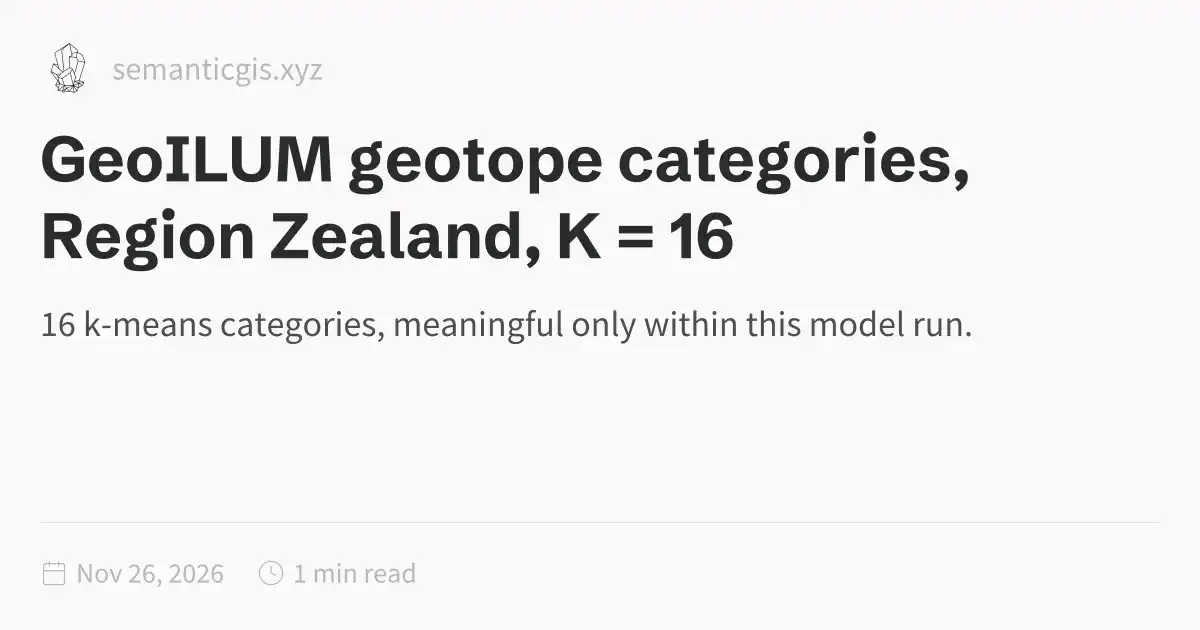 semanticgis.xyz
GeoILUM geotope categories,
Region Zealand, K = 16
16 k-means categories, meaningful only within this model run.
Nov 26, 2026
1 min read